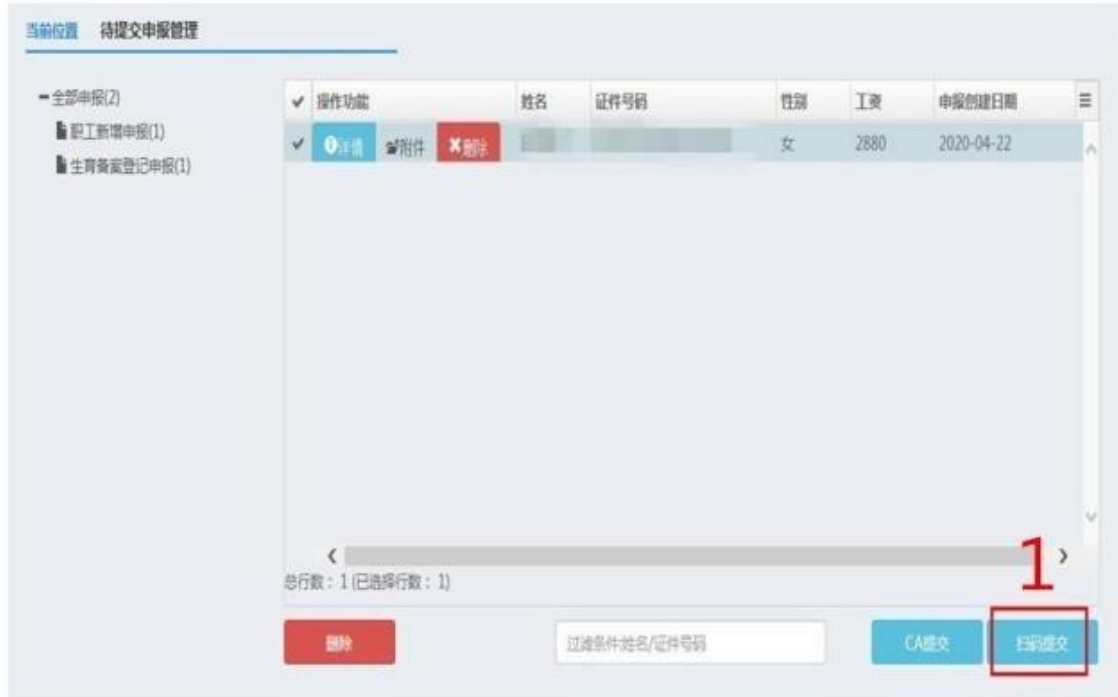 当前位置 待提交申报管理
全部申报(2)
职工新增申报(1)
生育备案登记申报(1)
操作功能 姓名 证件号码 性别 工资 申报创建日期
详情 附件 删除 女 2880 2020-04-22
总行数：1 (已选择行数：1)
1
删除 过滤条件:姓名/证件号码 CA提交 扫码提交